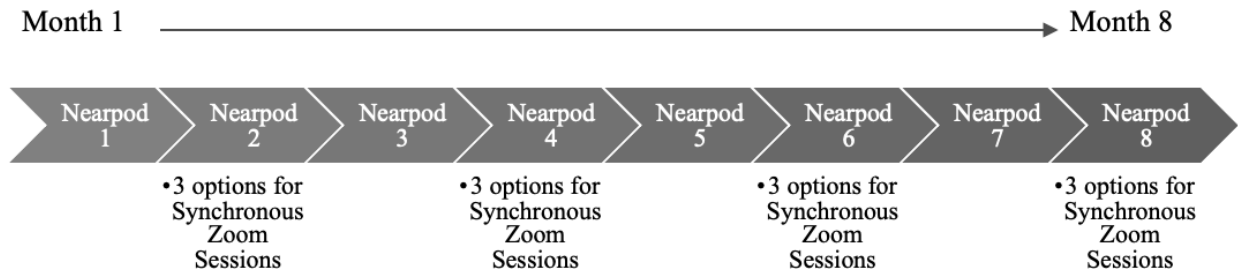 Month 1
Month 8
Nearpod
1
Nearpod
2
Nearpod
3
Nearpod
4
Nearpod
5
Nearpod
6
Nearpod
7
Nearpod
8
•3 options for
Synchronous
Zoom
Sessions
•3 options for
Synchronous
Zoom
Sessions
•3 options for
Synchronous
Zoom
Sessions
•3 options for
Synchronous
Zoom
Sessions